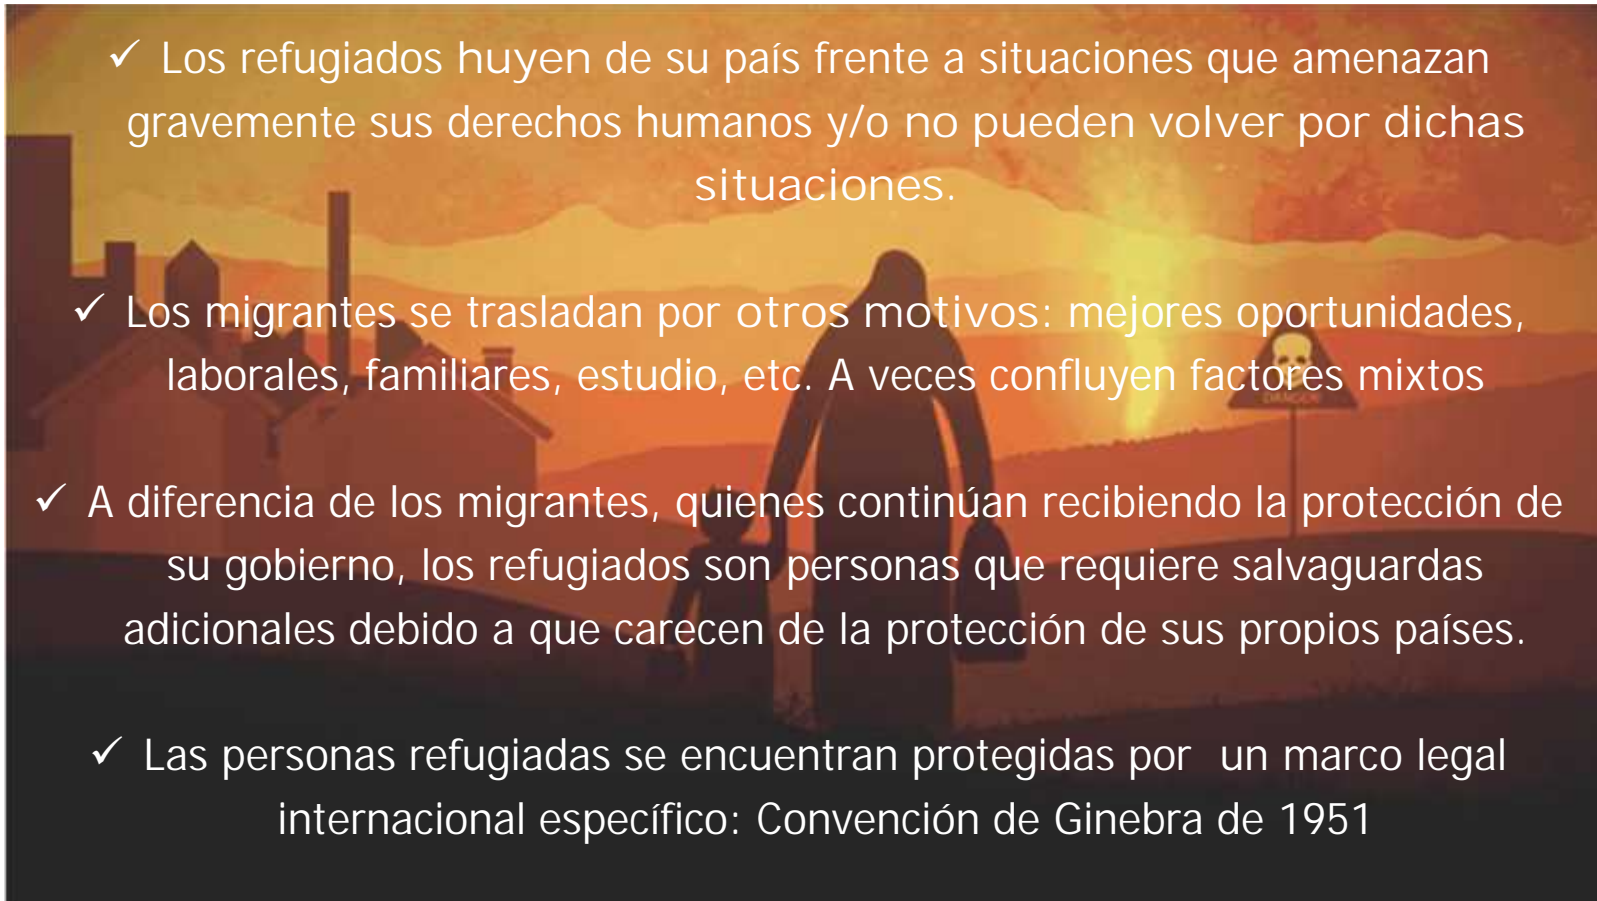 ✓ Los refugiados huyen de su país frente a situaciones que amenazan
gravemente sus derechos humanos y/o no pueden volver por dichas
situaciones.
✓ Los migrantes se trasladan por otros motivos: mejores oportunidades,
laborales, familiares, estudio, etc. A veces confluyen factores mixtos
DANGER
✓ A diferencia de los migrantes, quienes continúan recibiendo la protección de
su gobierno, los refugiados son personas que requiere salvaguardas
adicionales debido a que carecen de la protección de sus propios países.
✓ Las personas refugiadas se encuentran protegidas por un marco legal
internacional específico: Convención de Ginebra de 1951